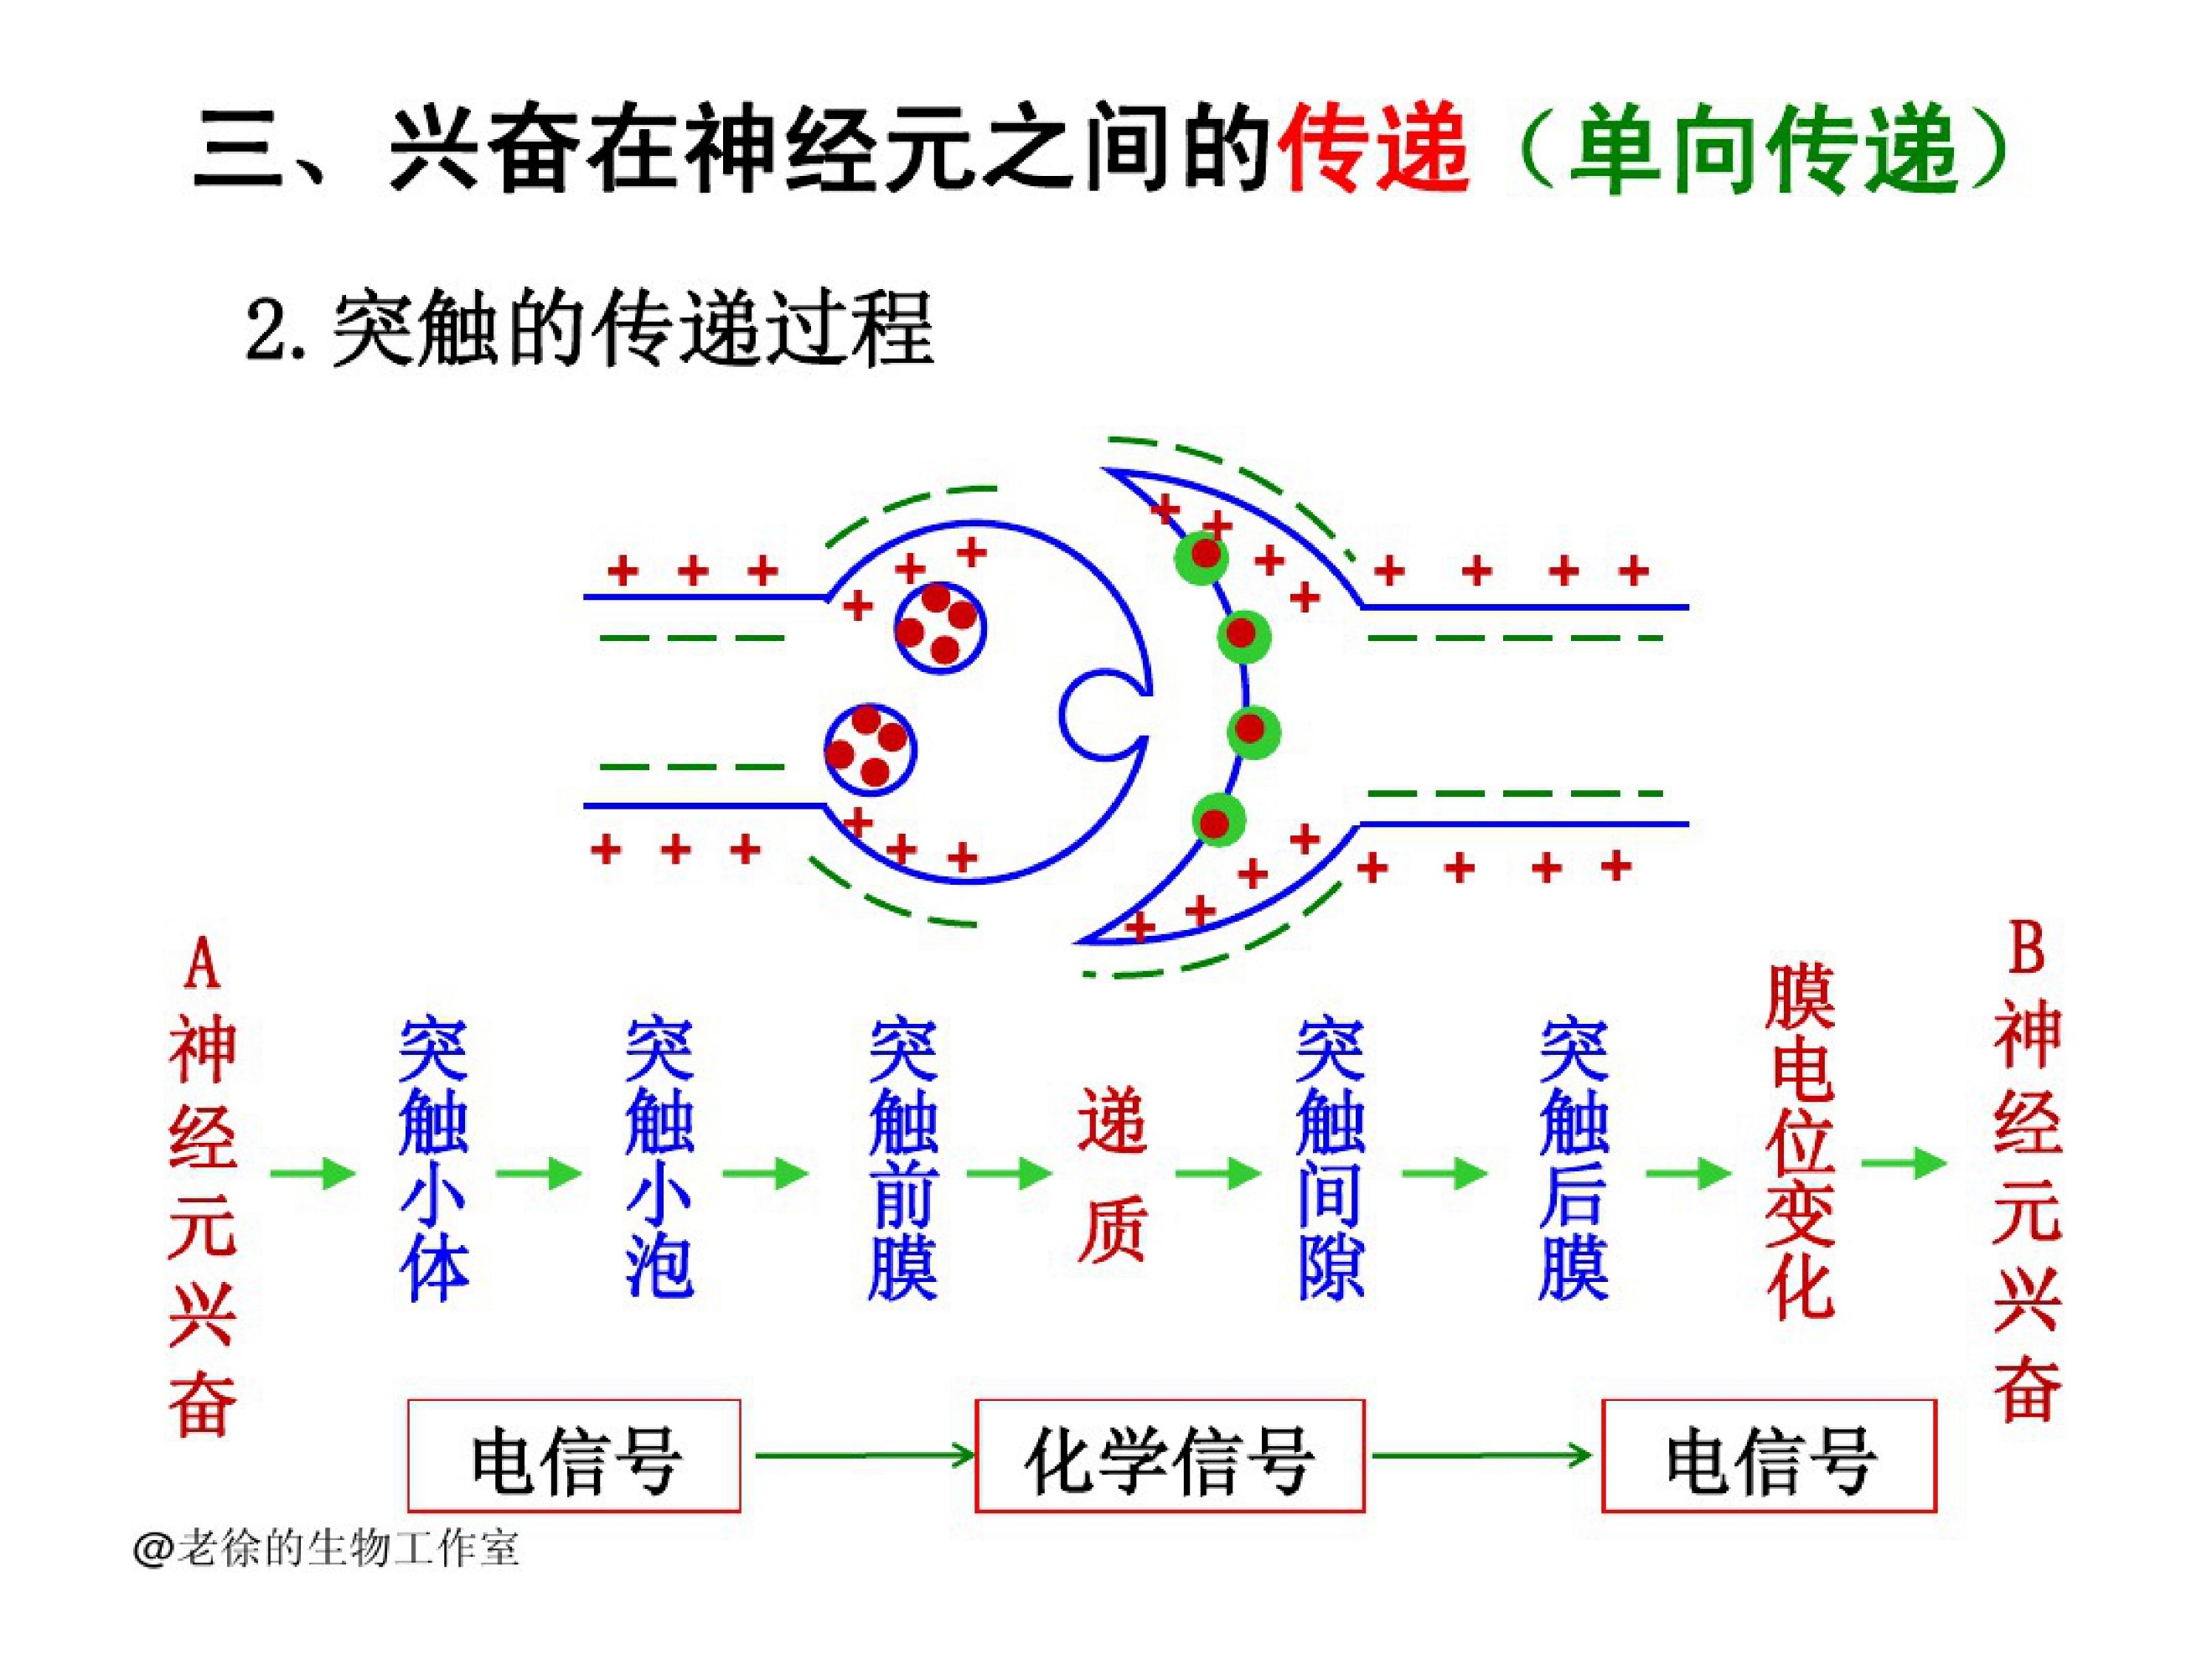 三、兴奋在神经元之间的传递（单向传递）
2.突触的传递过程
A神经元兴奋
突触小体
突触小泡
突触前膜
递质
突触间隙
突触后膜
膜电位变化
B神经元兴奋
电信号
化学信号
电信号
@老徐的生物工作室